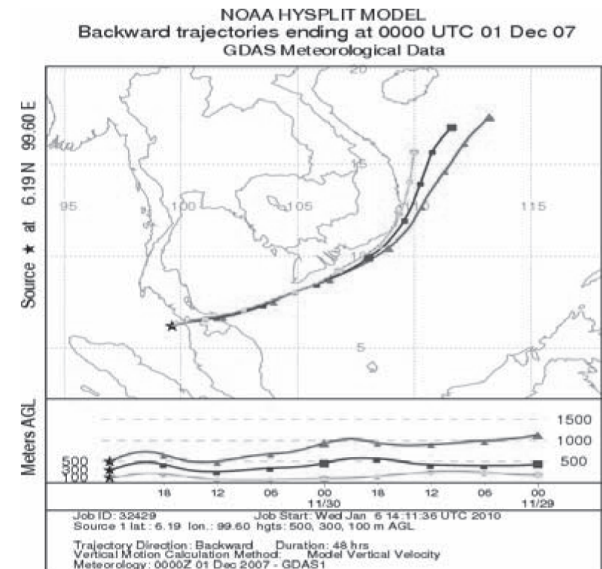 NOAA HYSPLIT MODEL
Backward trajectories ending at 0000 UTC 01 Dec 07
GDAS Meteorological Data
Source ★ at 6.19 N 99.60 E
20
15
95
100
105
110
115
10
5
Meters AGL
1500
1000
500
500
300
100
18
12
06
00
18
12
06
00
11/30
11/29
Job ID: 32429 Job Start: Wed Jan 6 14:11:36 UTC 2010
Source 1 lat.: 6.19 lon.: 99.60 hgts: 500, 300, 100 m AGL
Trajectory Direction: Backward Duration: 48 hrs
Vertical Motion Calculation Method: Model Vertical Velocity
Meteorology: 0000Z 01 Dec 2007 - GDAS1